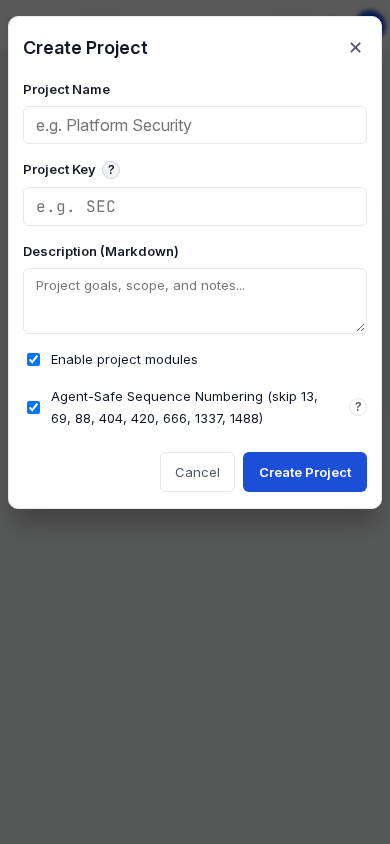 Create Project
✕
Project Name
e.g. Platform Security
Project Key ?
e.g. SEC
Description (Markdown)
Project goals, scope, and notes...
Enable project modules
Agent-Safe Sequence Numbering (skip 13,
69, 88, 404, 420, 666, 1337, 1488)
?
Cancel
Create Project